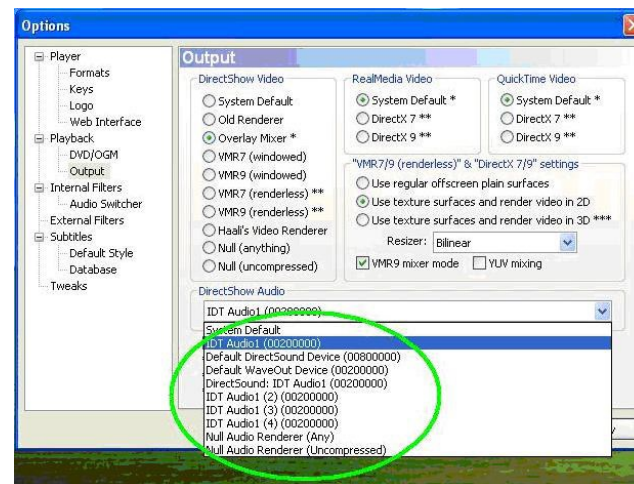 Options
Player
Formats
Keys
Logo
Web Interface
Playback
DVD/OGM
Output
Internal Filters
Audio Switcher
External Filters
Subtitles
Default Style
Database
Tweaks
Output
DirectShow Video
System Default
Old Renderer
Overlay Mixer *
VMR7 (windowed)
VMR9 (windowed)
VMR7 (renderless) **
VMR9 (renderless) **
Haali's Video Renderer
Null (anything)
Null (uncompressed)
RealMedia Video
System Default *
DirectX 7 **
DirectX 9 **
QuickTime Video
System Default *
DirectX 7 **
DirectX 9 **
"VMR7/9 (renderless)" & "DirectX 7/9" settings
Use regular offscreen plain surfaces
Use texture surfaces and render video in 2D
Use texture surfaces and render video in 3D ***
Resizer: Bilinear
VMR9 mixer mode YUV mixing
DirectShow Audio
IDT Audio1 (00200000)
System Default
IDT Audio1 (00200000)
Default DirectSound Device (00800000)
Default WaveOut Device (00200000)
DirectSound: IDT Audio1 (00200000)
IDT Audio1 (2) (00200000)
IDT Audio1 (3) (00200000)
IDT Audio1 (4) (00200000)
Null Audio Renderer (Any)
Null Audio Renderer (Uncompressed)